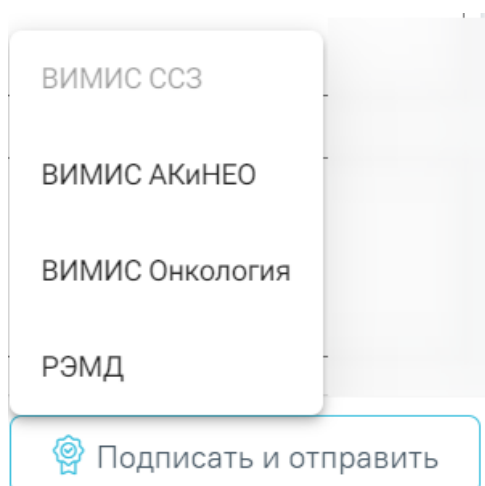 ВИМИС ССЗ
ВИМИС АКиНЕО
ВИМИС Онкология
РЭМД
Подписать и отправить